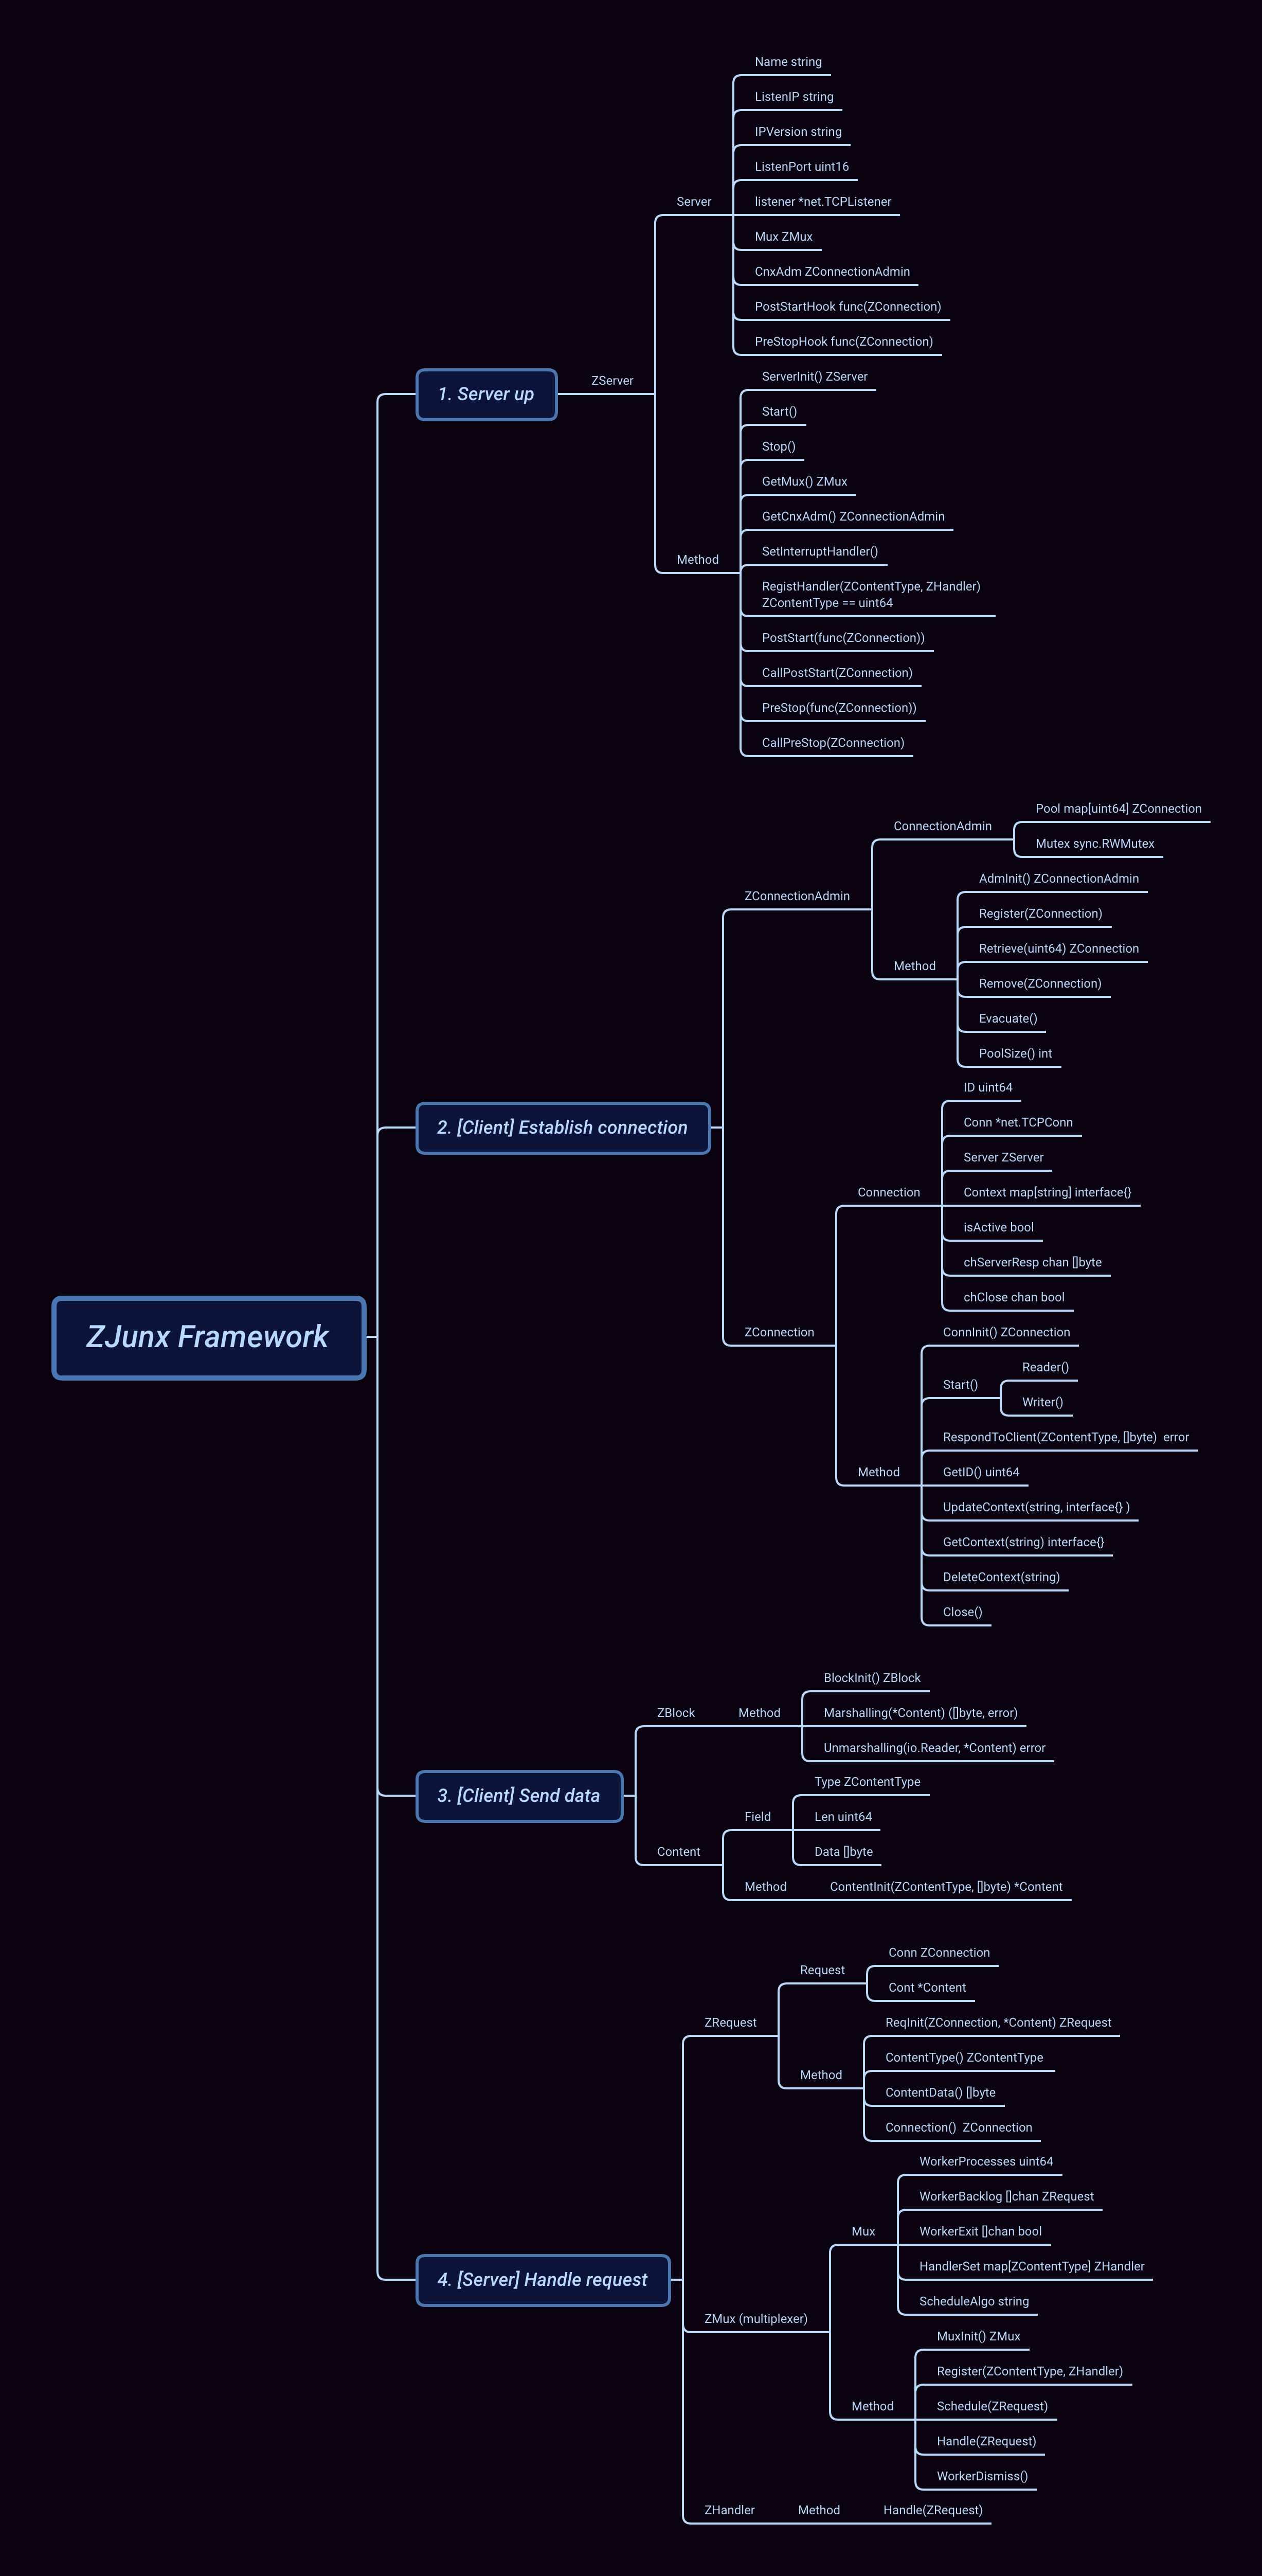 ZJunx Framework
1. Server up
ZServer
Server
Name string
ListenIP string
IPVersion string
ListenPort uint16
listener *net.TCPListener
Mux ZMux
CnxAdm ZConnectionAdmin
PostStartHook func(ZConnection)
PreStopHook func(ZConnection)
Method
ServerInit() ZServer
Start()
Stop()
GetMux() ZMux
GetCnxAdm() ZConnectionAdmin
SetInterruptHandler()
RegistHandler(ZContentType, ZHandler)
ZContentType == uint64
PostStart(func(ZConnection))
CallPostStart(ZConnection)
PreStop(func(ZConnection))
CallPreStop(ZConnection)
2. [Client] Establish connection
ZConnectionAdmin
ConnectionAdmin
Pool map[uint64] ZConnection
Mutex sync.RWMutex
Method
AdmInit() ZConnectionAdmin
Register(ZConnection)
Retrieve(uint64) ZConnection
Remove(ZConnection)
Evacuate()
PoolSize() int
ZConnection
Connection
ID uint64
Conn *net.TCPConn
Server ZServer
Context map[string] interface{}
isActive bool
chServerResp chan []byte
chClose chan bool
Method
ConnInit() ZConnection
Start()
Reader()
Writer()
RespondToClient(ZContentType, []byte)  error
GetID() uint64
UpdateContext(string, interface{} )
GetContext(string) interface{}
DeleteContext(string)
Close()
3. [Client] Send data
ZBlock
Method
BlockInit() ZBlock
Marshalling(*Content) ([]byte, error)
Unmarshalling(io.Reader, *Content) error
Content
Field
Type ZContentType
Len uint64
Data []byte
Method
ContentInit(ZContentType, []byte) *Content
4. [Server] Handle request
ZRequest
Request
Conn ZConnection
Cont *Content
Method
ReqInit(ZConnection, *Content) ZRequest
ContentType() ZContentType
ContentData() []byte
Connection()  ZConnection
ZMux (multiplexer)
Mux
WorkerProcesses uint64
WorkerBacklog []chan ZRequest
WorkerExit []chan bool
HandlerSet map[ZContentType] ZHandler
ScheduleAlgo string
Method
MuxInit() ZMux
Register(ZContentType, ZHandler)
Schedule(ZRequest)
Handle(ZRequest)
WorkerDismiss()
ZHandler
Method
Handle(ZRequest)